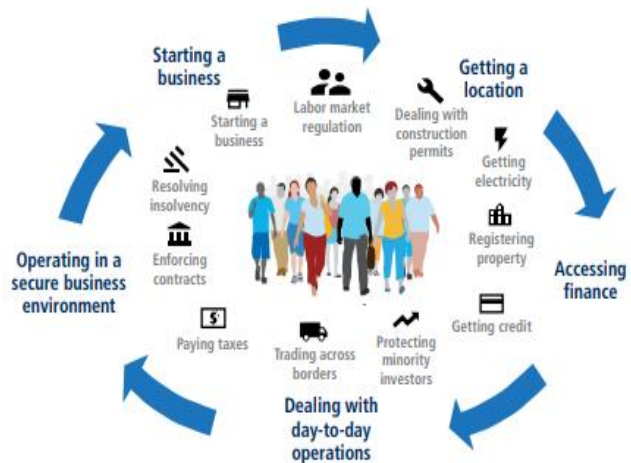 Starting a
business
Getting a
location
Accessing
finance
Dealing with
day-to-day
operations
Operating in a
secure business
environment
Starting a
business
Labor market
regulation
Dealing with
construction
permits
Getting
electricity
Registering
property
Getting credit
Protecting
minority
investors
Trading across
borders
$
Paying taxes
Enforcing
contracts
Resolving
insolvency